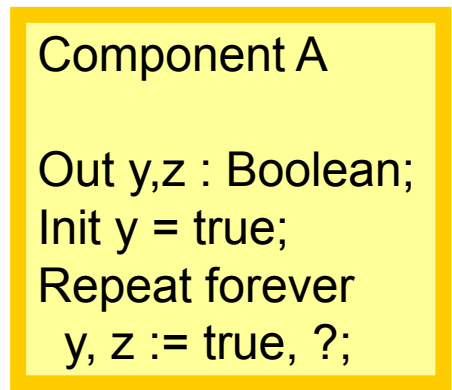 Component A
Out y,z : Boolean;
Init y = true;
Repeat forever
y, z := true, ?;